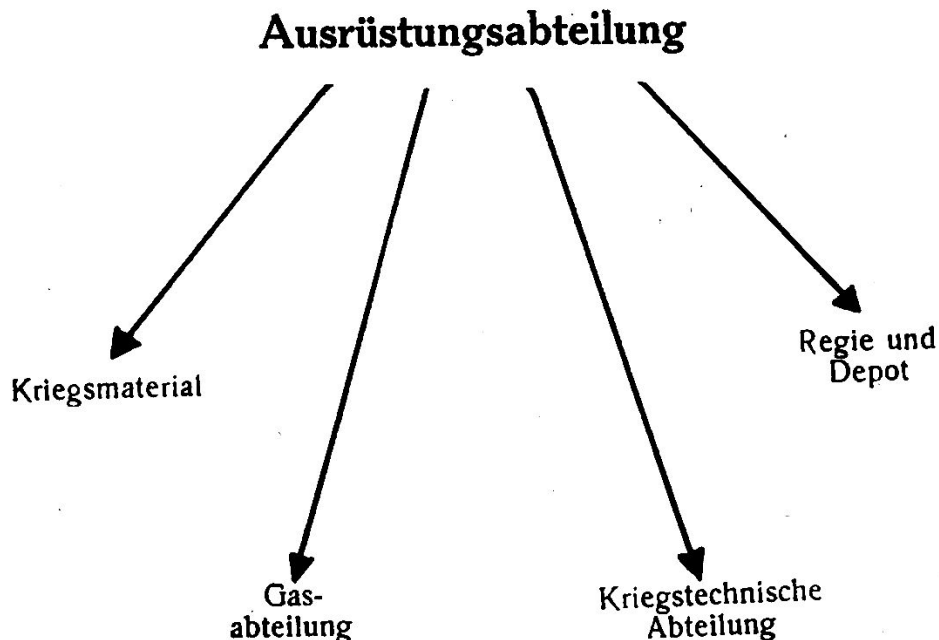 Ausrüstungsabteilung
Kriegsmaterial
Regie und
Depot
Gas-
abteilung
Kriegstechnische
Abteilung